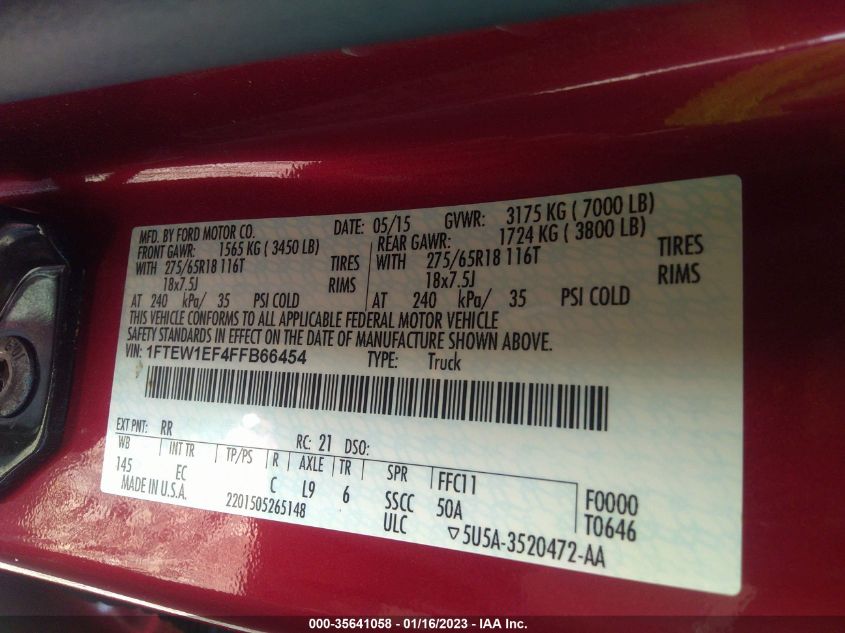 MFD. BY FORD MOTOR CO. DATE: 05/15 GVWR: 3175 KG ( 7000 LB)
FRONT GAWR: 1565 KG ( 3450 LB) REAR GAWR: 1724 KG ( 3800 LB)
WITH 275/65R18 116T TIRES WITH 275/65R18 116T TIRES
18x7.5J RIMS 18x7.5J RIMS
AT 240 kPa/ 35 PSI COLD AT 240 kPa/ 35 PSI COLD
THIS VEHICLE CONFORMS TO ALL APPLICABLE FEDERAL MOTOR VEHICLE
SAFETY STANDARDS IN EFFECT ON THE DATE OF MANUFACTURE SHOWN ABOVE.
VIN: 1FTEW1EF4FFB66454 TYPE: Truck
EXT PNT: RR RC: 21 DSO:
WB INT TR TP/PS R AXLE TR SPR FFC11 F0000
145 EC C L9 6 SSCC 50A T0646
MADE IN U.S.A. 2201505265148 ULC ▽5U5A-3520472-AA
000-35641058 - 01/16/2023 - IAA Inc.